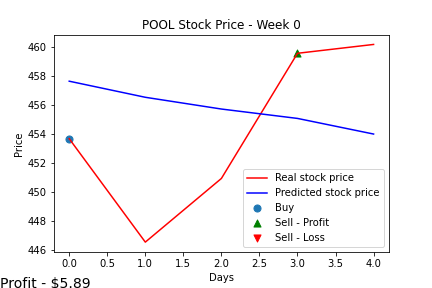 POOL Stock Price - Week 0
460
458
456
454
452
450
448
446
Price
Real stock price
Predicted stock price
Buy
Sell - Profit
Sell - Loss
0.0 0.5 1.0 1.5 2.0 2.5 3.0 3.5 4.0
Days
Profit - $5.89